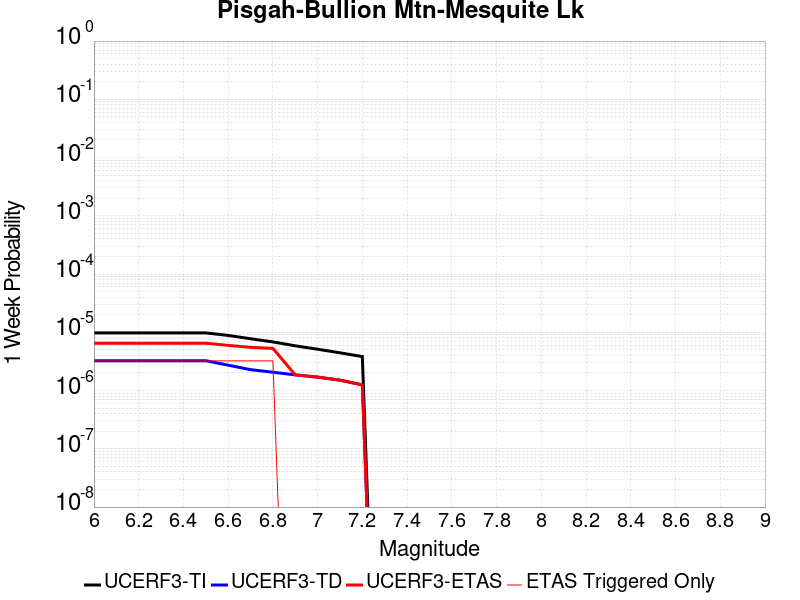 Pisgah-Bullion Mtn-Mesquite Lk
10^0
10^-1
10^-2
10^-3
10^-4
10^-5
10^-6
10^-7
10^-8
1 Week Probability
6 6.2 6.4 6.6 6.8 7 7.2 7.4 7.6 7.8 8 8.2 8.4 8.6 8.8 9
Magnitude
UCERF3-TI UCERF3-TD UCERF3-ETAS ETAS Triggered Only